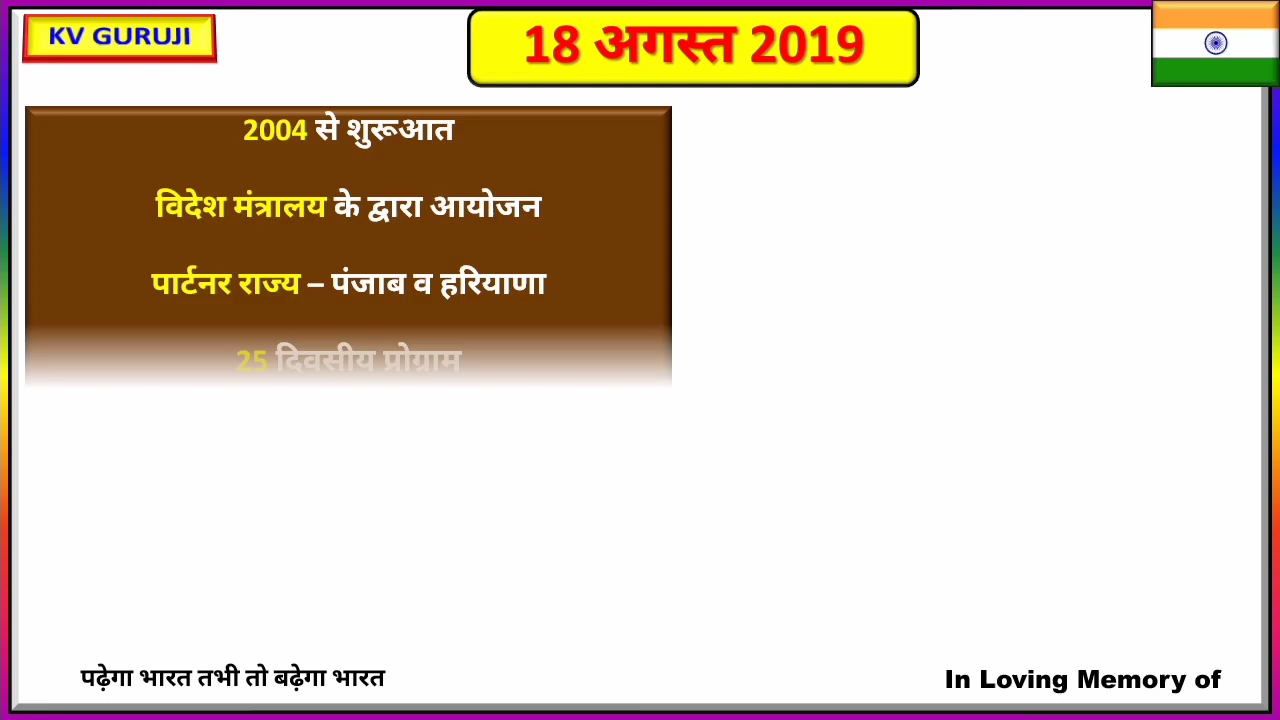 KV GURUJI
18 अगस्त 2019
2004 से शुरूआत
विदेश मंत्रालय के द्वारा आयोजन
पार्टनर राज्य – पंजाब व हरियाणा
25 दिवसीय प्रोग्राम
पढ़ेगा भारत तभी तो बढ़ेगा भारत
In Loving Memory of